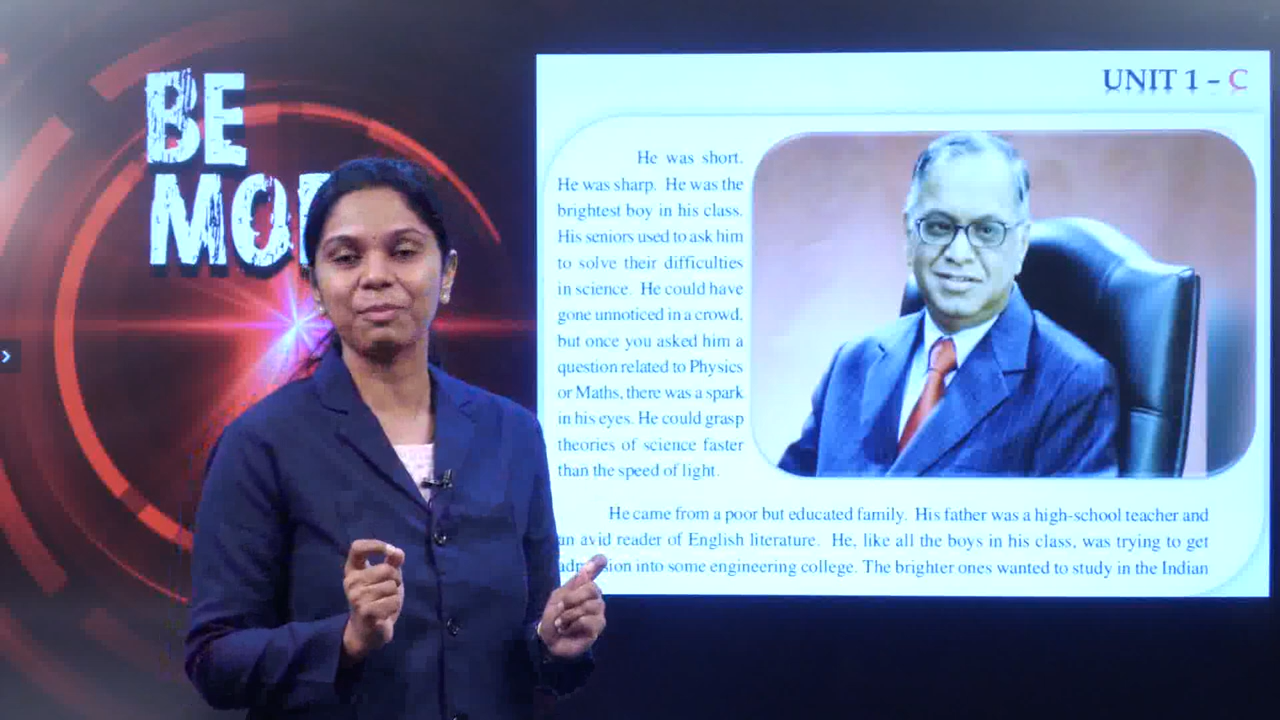 BE
MO
UNIT 1 – C
He was short.
He was sharp. He was the
brightest boy in his class.
His seniors used to ask him
to solve their difficulties
in science. He could have
gone unnoticed in a crowd,
but once you asked him a
question related to Physics
or Maths, there was a spark
in his eyes. He could grasp
theories of science faster
than the speed of light.
He came from a poor but educated family. His father was a high-school teacher and
an avid reader of English literature. He, like all the boys in his class, was trying to get
into some engineering college. The brighter ones wanted to study in the Indian